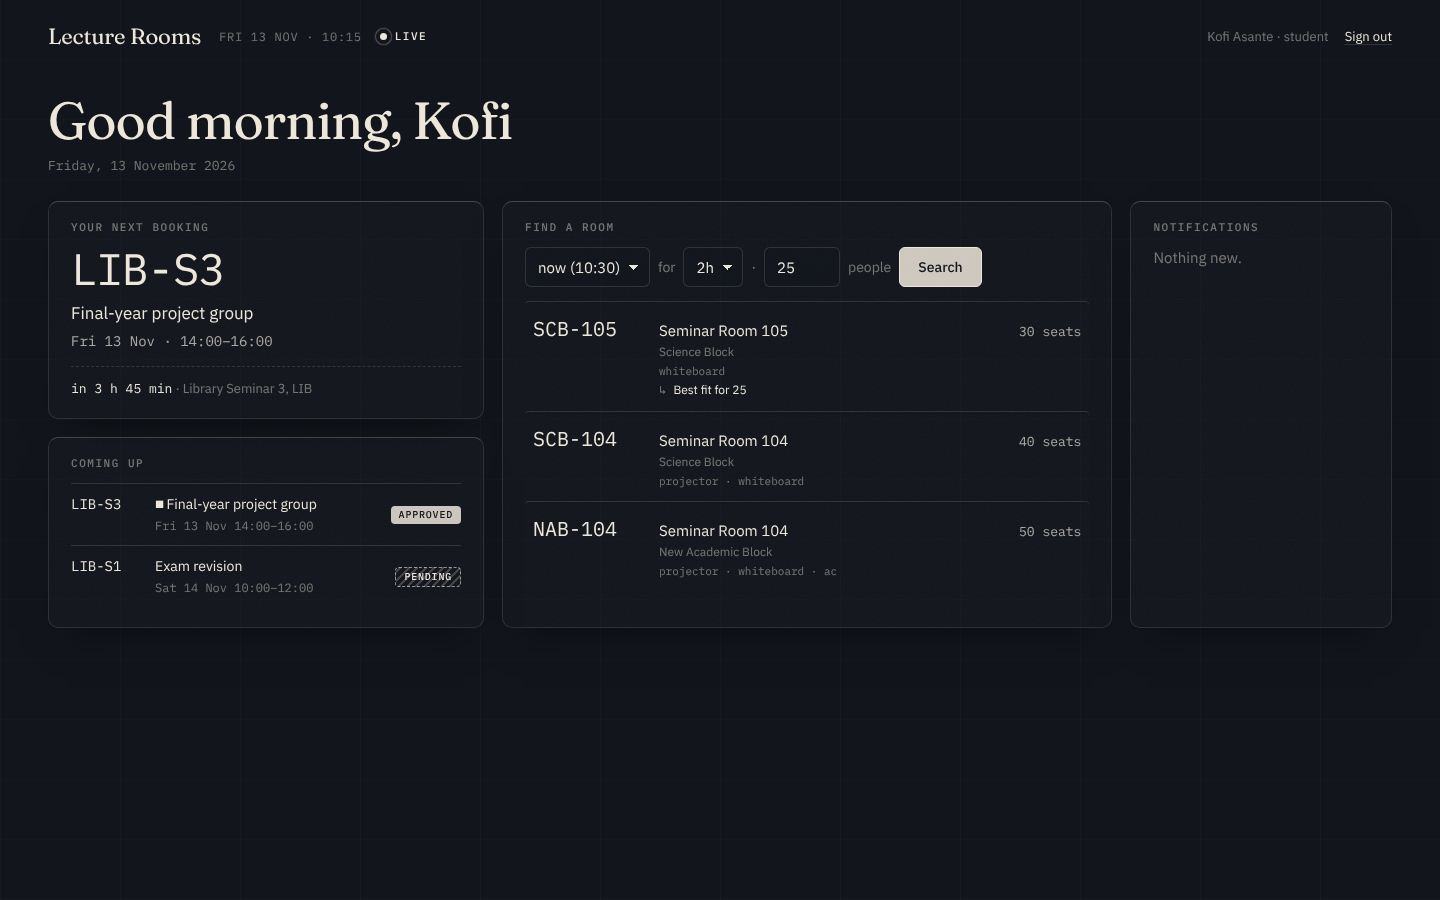 Lecture Rooms FRI 13 NOV · 10:15 LIVE
Kofi Asante · student Sign out
Good morning, Kofi
Friday, 13 November 2026
YOUR NEXT BOOKING
LIB-S3
Final-year project group
Fri 13 Nov · 14:00–16:00
in 3 h 45 min · Library Seminar 3, LIB
COMING UP
LIB-S3 Final-year project group
Fri 13 Nov 14:00–16:00
APPROVED
LIB-S1 Exam revision
Sat 14 Nov 10:00–12:00
PENDING
FIND A ROOM
now (10:30) for 2h · 25 people Search
SCB-105 Seminar Room 105 30 seats
Science Block
whiteboard
↳ Best fit for 25
SCB-104 Seminar Room 104 40 seats
Science Block
projector · whiteboard
NAB-104 Seminar Room 104 50 seats
New Academic Block
projector · whiteboard · ac
NOTIFICATIONS
Nothing new.